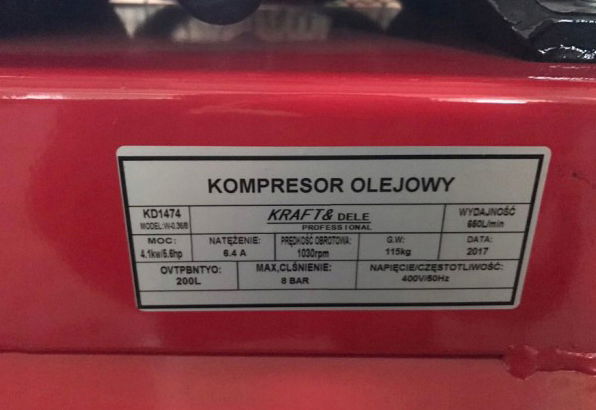 KOMPRESOR OLEJOWY
KD1474
MODEL:W-0.36/8
KRAFT& DELE
PROFESSIONAL
WYDAJNOŚĆ
650L/min
MOC:
4.1kw/5.6hp
NATĘŻENIE:
6.4 A
PRĘDKOŚĆ OBROTOWA:
1030rpm
G.W:
115kg
DATA:
2017
OVTPBNTYO:
200L
MAX,CLŚNIENIE:
8 BAR
NAPIĘCIE/CZĘSTOTLIWOŚĆ:
400V/50Hz